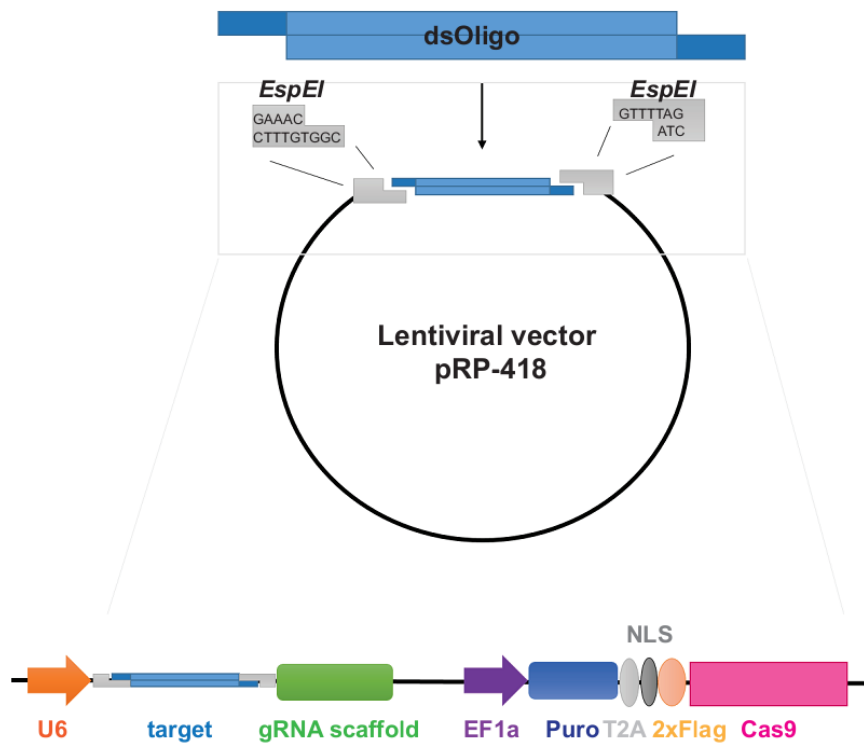 dsOligo
EspEI
EspEI
GAAAC
CTTTGTGGC
GTTTTAG
ATC
Lentiviral vector
pRP-418
NLS
U6 target gRNA scaffold EF1a Puro T2A 2xFlag Cas9